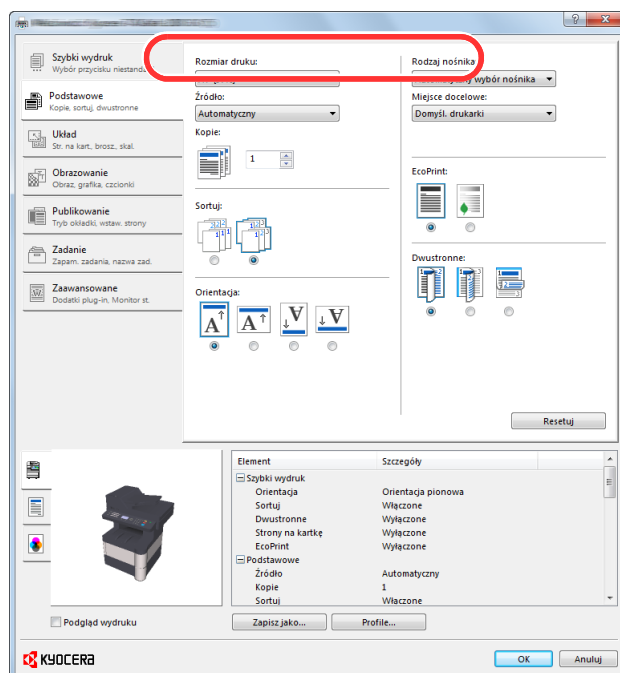 Szybki wydruk
Wybór przycisku niestand.
Podstawowe
Kopie, sortuj, dwustronne
Układ
Str. na kart., brosz., skal.
Obrazowanie
Obraz, grafika, czcionki
Publikowanie
Tryb okładki, wstaw. strony
Zadanie
Zapam. zadania, nazwa zad.
Zaawansowane
Dodatki plug-in, Monitor st.
Rozmiar druku:
Źródło:
Automatyczny
Kopie:
1
Sortuj:
Orientacja:
Rodzaj nośnika
Automatyczny wybór nośnika
Miejsce docelowe:
Domyśl. drukarki
EcoPrint:
Dwustronne:
Resetuj
Element Szczegóły
Szybki wydruk
Orientacja Orientacja pionowa
Sortuj Włączone
Dwustronne Wyłączone
Strony na kartkę Wyłączone
EcoPrint Wyłączone
Podstawowe
Źródło Automatyczny
Kopie 1
Sortuj Włączone
Podgląd wydruku
Zapisz jako... Profile...
KYOCERA
OK Anuluj